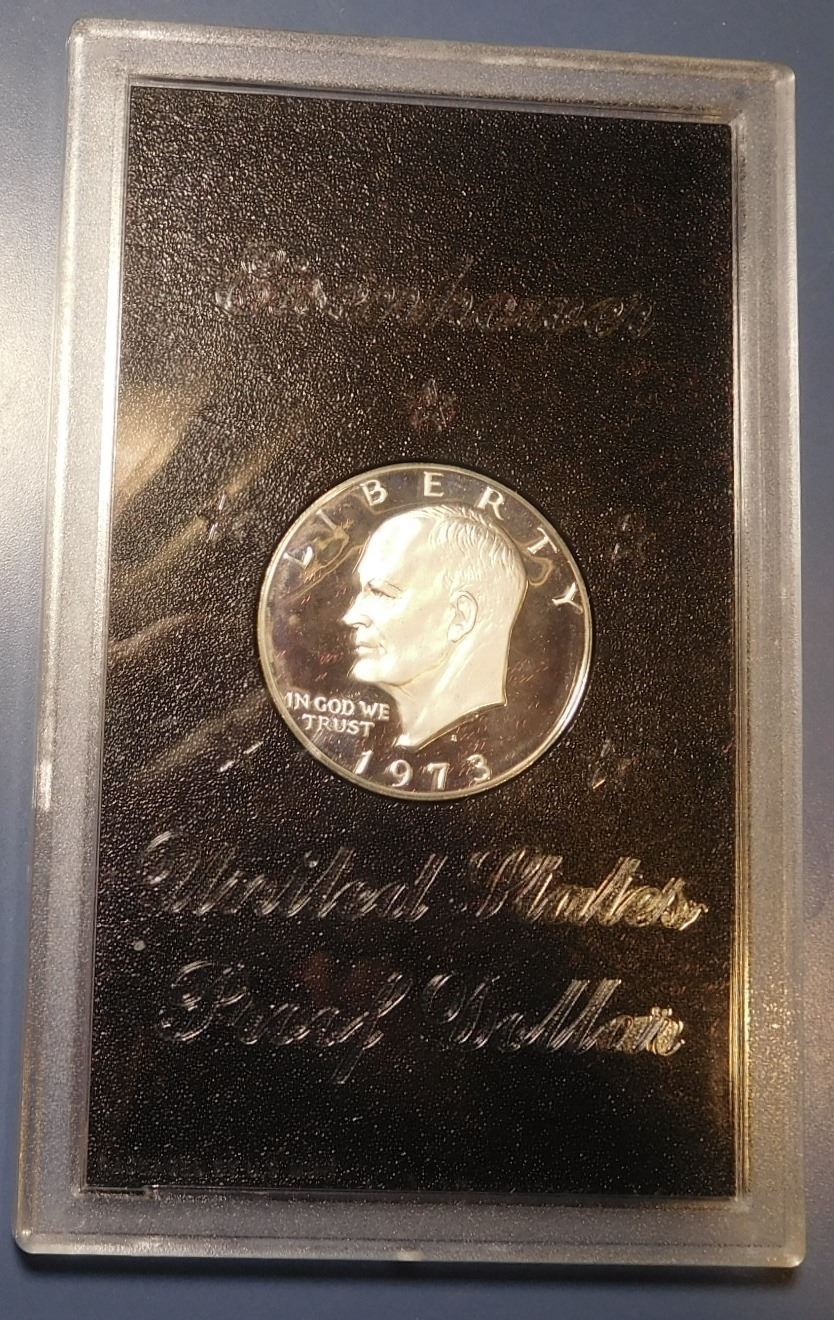 Eisenhower
LIBERTY
IN GOD WE
TRUST
1973
United States
Proof Dollar